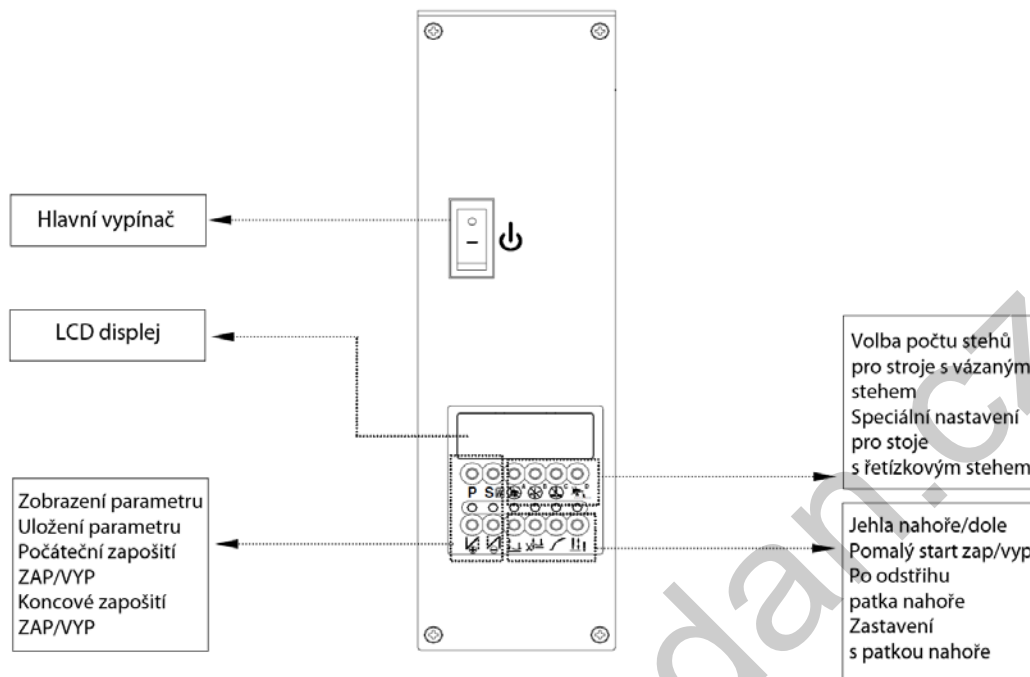 Hlavní vypínač
LCD displej
Zobrazení parametru
Uložení parametru
Počáteční zapošití
ZAP/VYP
Koncové zapošití
ZAP/VYP
P S
A B C
Volba počtu stehů
pro stroje s vázaným
stehem
Speciální nastavení
pro stoje
s řetízkovým stehem
Jehla nahoře/dole
Pomalý start zap/vyp
Po odstřihu
patka nahoře
Zastavení
s patkou nahoře
dan.cz